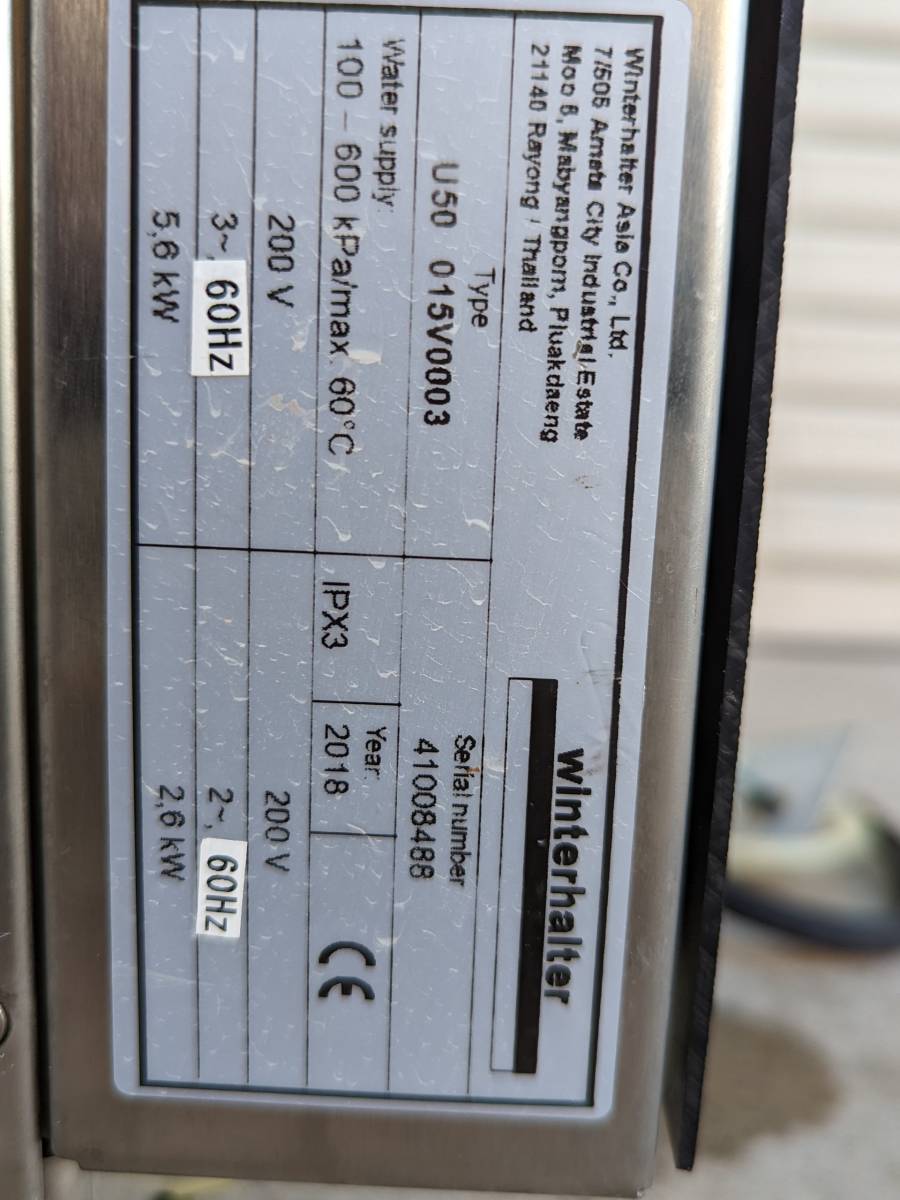 Winterhalter Asia Co., Ltd.
7/505 Amata City Industrial Estate
Moo 6, Mabyangporn, Pluakdaeng
21140 Rayong / Thailand
winterhalter
Type
U50 015V0003
Serial number
41008488
Water supply:
100 - 600 kPa/max. 60°C
IPX3
Year:
2018
CE
200 V
200 V
3~, 60Hz
2~, 60Hz
5,6 kW
2,6 kW